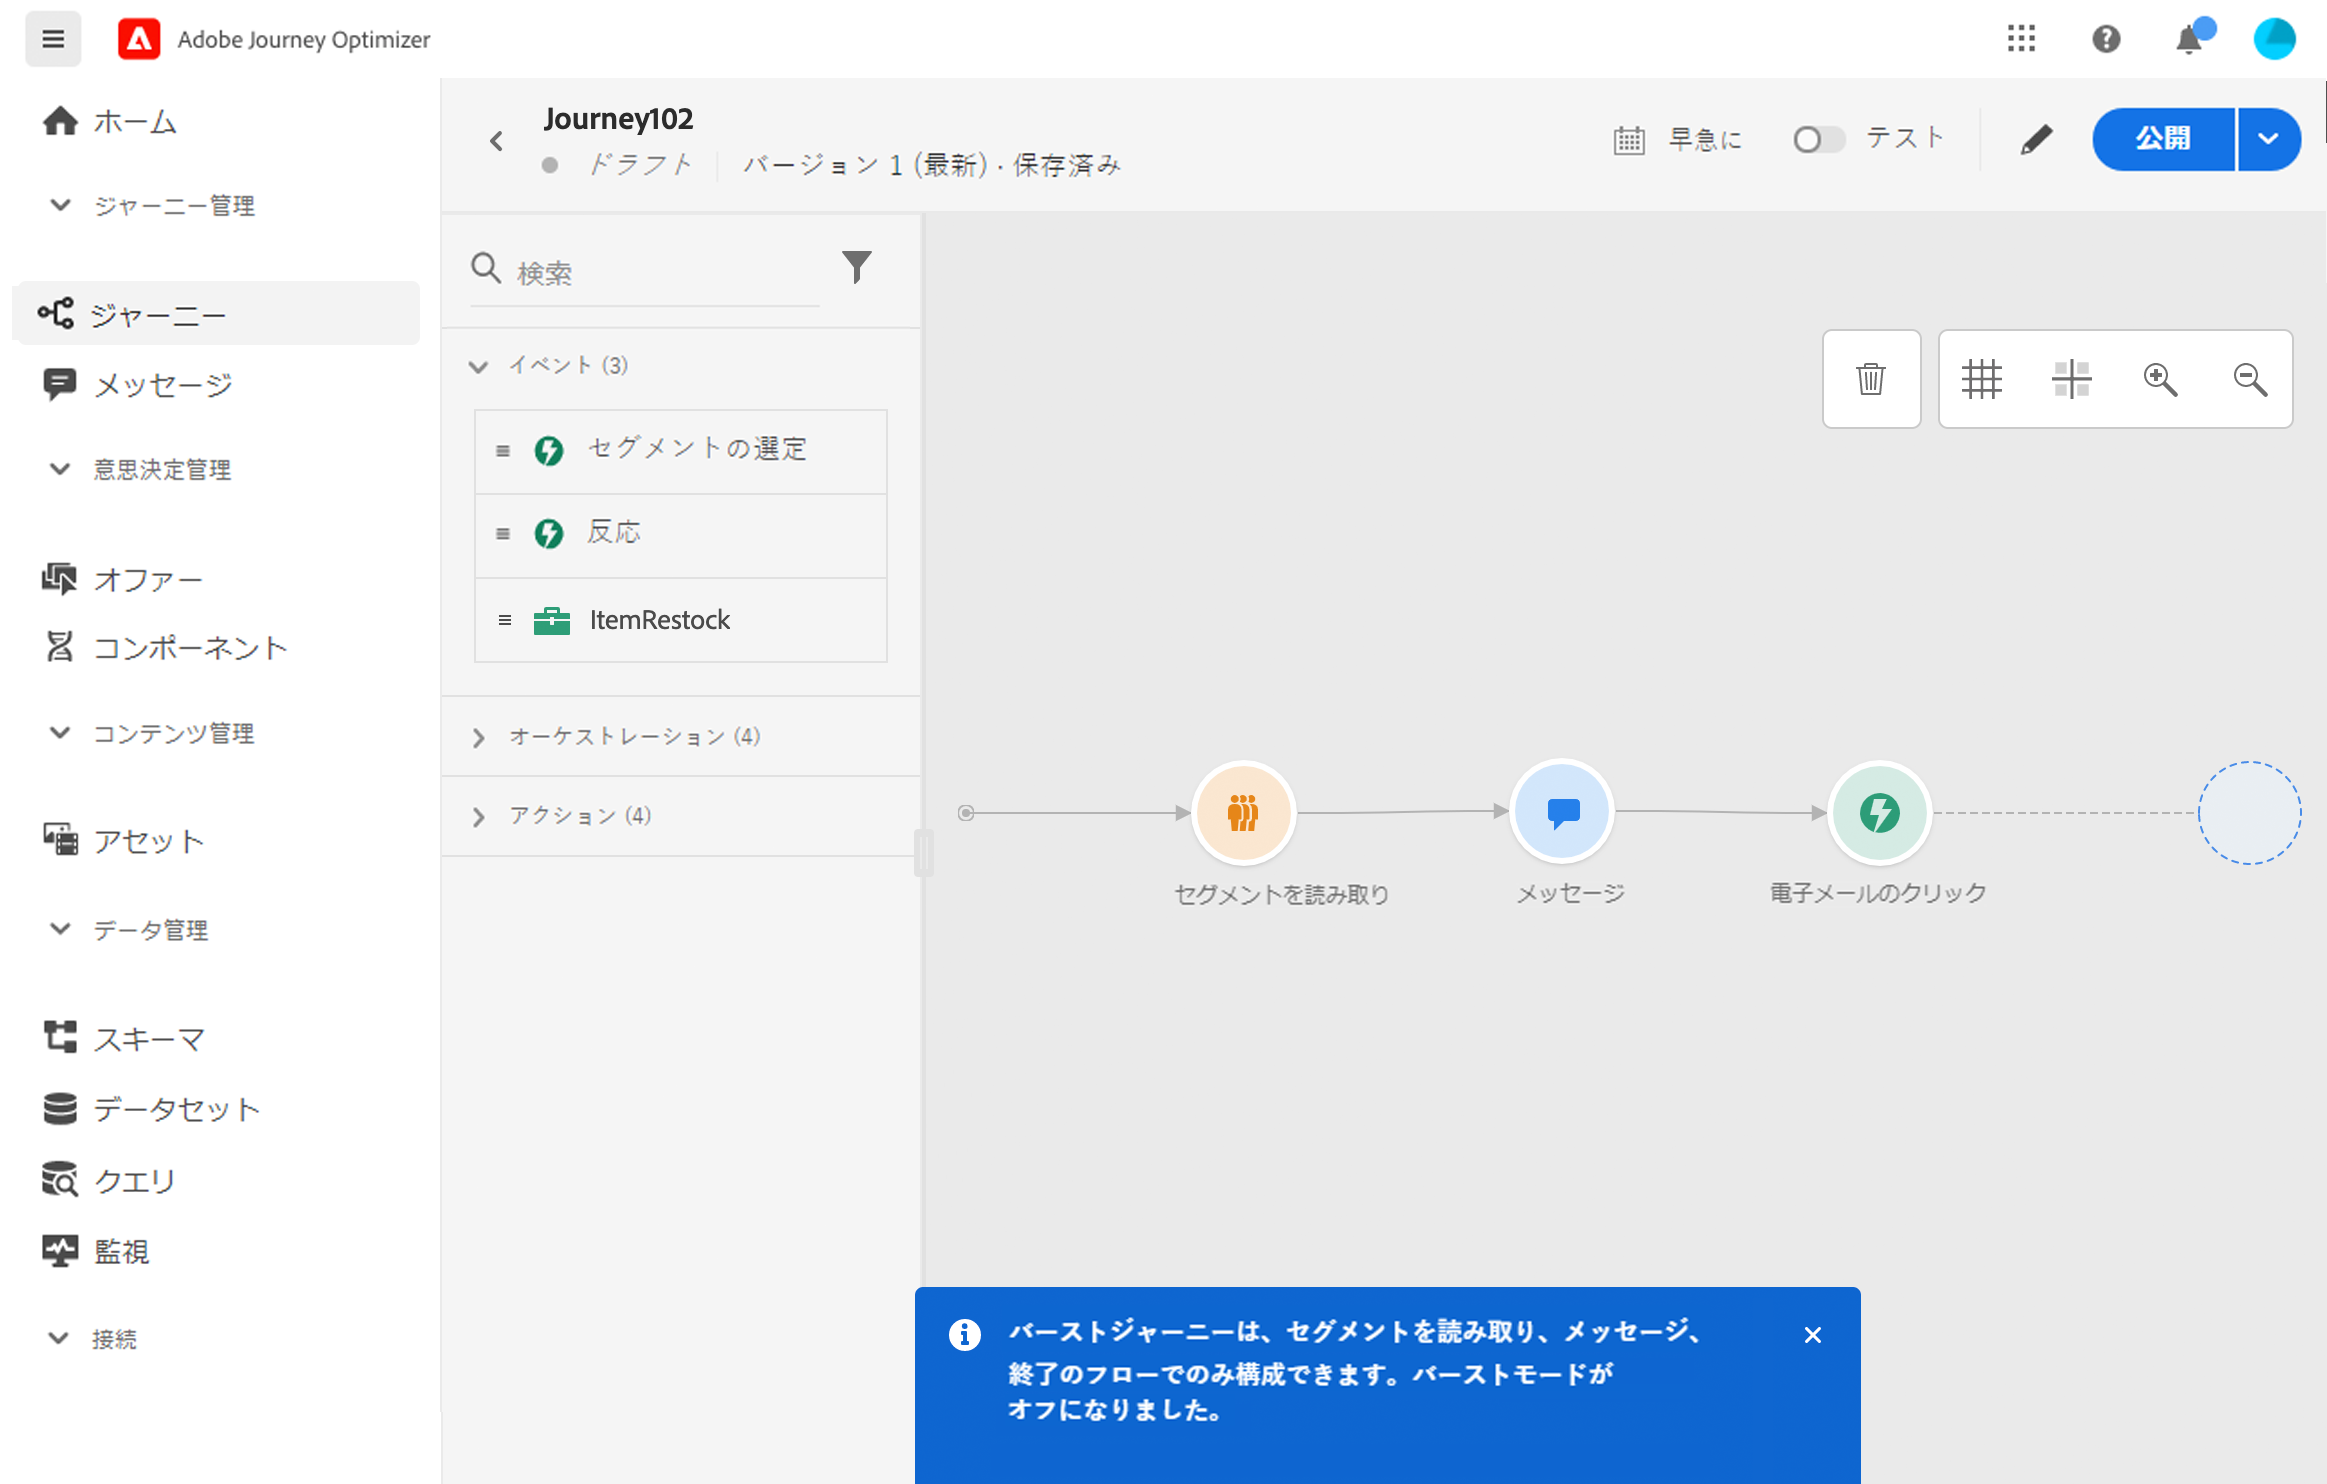 Adobe Journey Optimizer
ホーム
ジャーニー管理
ジャーニー
メッセージ
意思決定管理
オファー
コンポーネント
コンテンツ管理
アセット
データ管理
スキーマ
データセット
クエリ
監視
接続
Journey102
ドラフト
バージョン 1 (最新) · 保存済み
早急に
テスト
公開
検索
イベント (3)
セグメントの選定
反応
ItemRestock
オーケストレーション (4)
アクション (4)
セグメントを読み取り
メッセージ
電子メールのクリック
バーストジャーニーは、セグメントを読み取り、メッセージ、
終了のフローでのみ構成できます。バーストモードが
オフになりました。